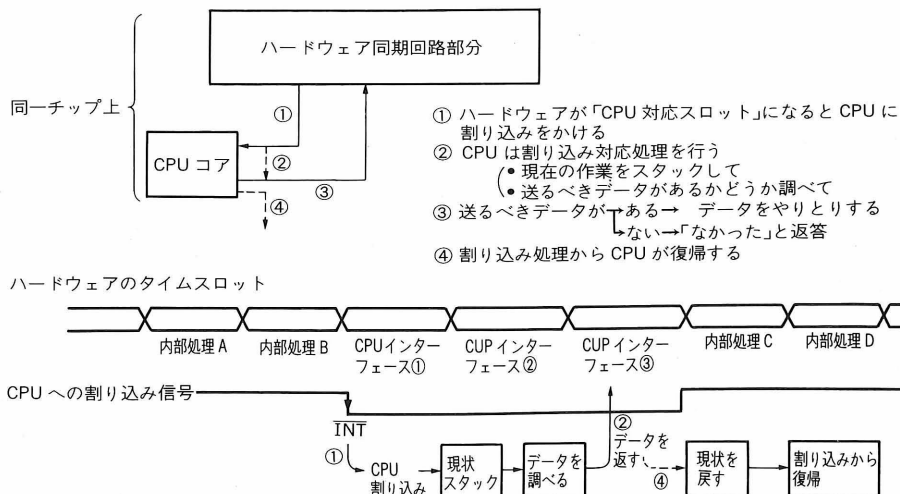 ハードウェア同期回路部分
同一チップ上
①
CPU コア
②
③
④
① ハードウェアが「CPU 対応スロット」になると CPU に
割り込みをかける
② CPU は割り込み対応処理を行う
• 現在の作業をスタックして
• 送るべきデータがあるかどうか調べて
③ 送るべきデータが→ある→ データをやりとりする
→ない→「なかった」と返答
④ 割り込み処理から CPU が復帰する
ハードウェアのタイムスロット
内部処理 A
内部処理 B
CPUインター
フェース①
CUP インター
フェース②
CUP インター
フェース③
内部処理 C
内部処理 D
CPU への割り込み信号
INT
①
CPU
割り込み
現状
スタック
データを
調べる
②
データを
返す
④
現状を
戻す
割り込みから
復帰